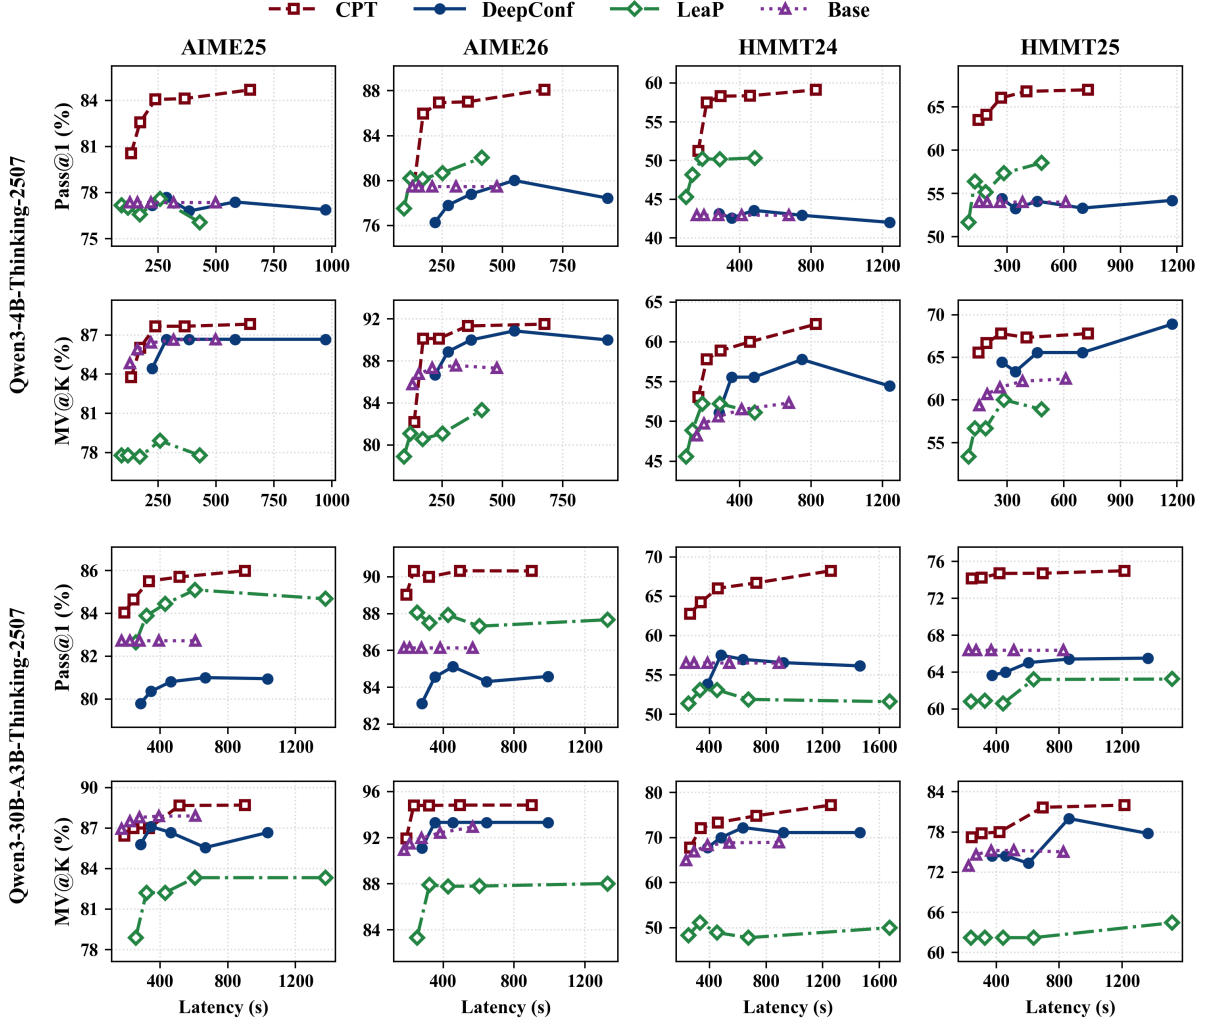 CPT DeepConf LeaP Base
AIME25 AIME26 HMMT24 HMMT25
Qwen3-4B-Thinking-2507
Pass@1 (%)
84 81 78 75
250 500 750 1000
88 84 80 76
250 500 750
60 55 50 45 40
400 800 1200
65 60 55 50
300 600 900 1200
MV@K (%)
87 84 81 78
250 500 750 1000
92 88 84 80
250 500 750
65 60 55 50 45
400 800 1200
70 65 60 55
300 600 900 1200
Qwen3-30B-A3B-Thinking-2507
Pass@1 (%)
86 84 82 80
400 800 1200
90 88 86 84 82
400 800 1200
70 65 60 55 50
400 800 1200 1600
76 72 68 64 60
400 800 1200
MV@K (%)
90 87 84 81 78
400 800 1200
96 92 88 84
400 800 1200
80 70 60 50
400 800 1200 1600
84 78 72 66 60
400 800 1200
Latency (s) Latency (s) Latency (s) Latency (s)